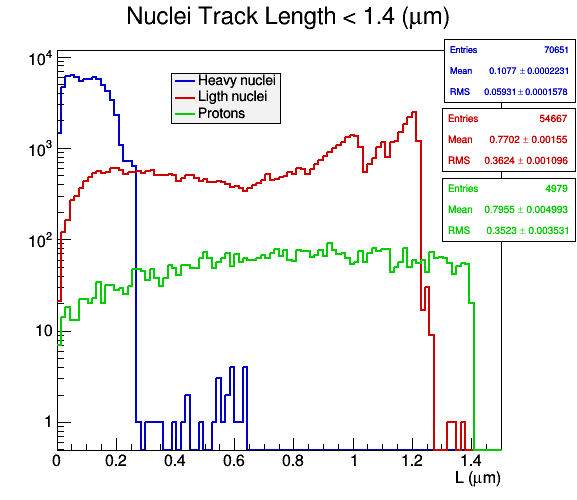 Nuclei Track Length < 1.4 (μm)
Heavy nuclei
Ligth nuclei
Protons
Entries 70651
Mean 0.1077 ± 0.0002231
RMS 0.05931 ± 0.0001578
Entries 54667
Mean 0.7702 ± 0.00155
RMS 0.3624 ± 0.001096
Entries 4979
Mean 0.7955 ± 0.004993
RMS 0.3523 ± 0.003531
10⁴
10³
10²
10
1
0 0.2 0.4 0.6 0.8 1 1.2 1.4
L (μm)